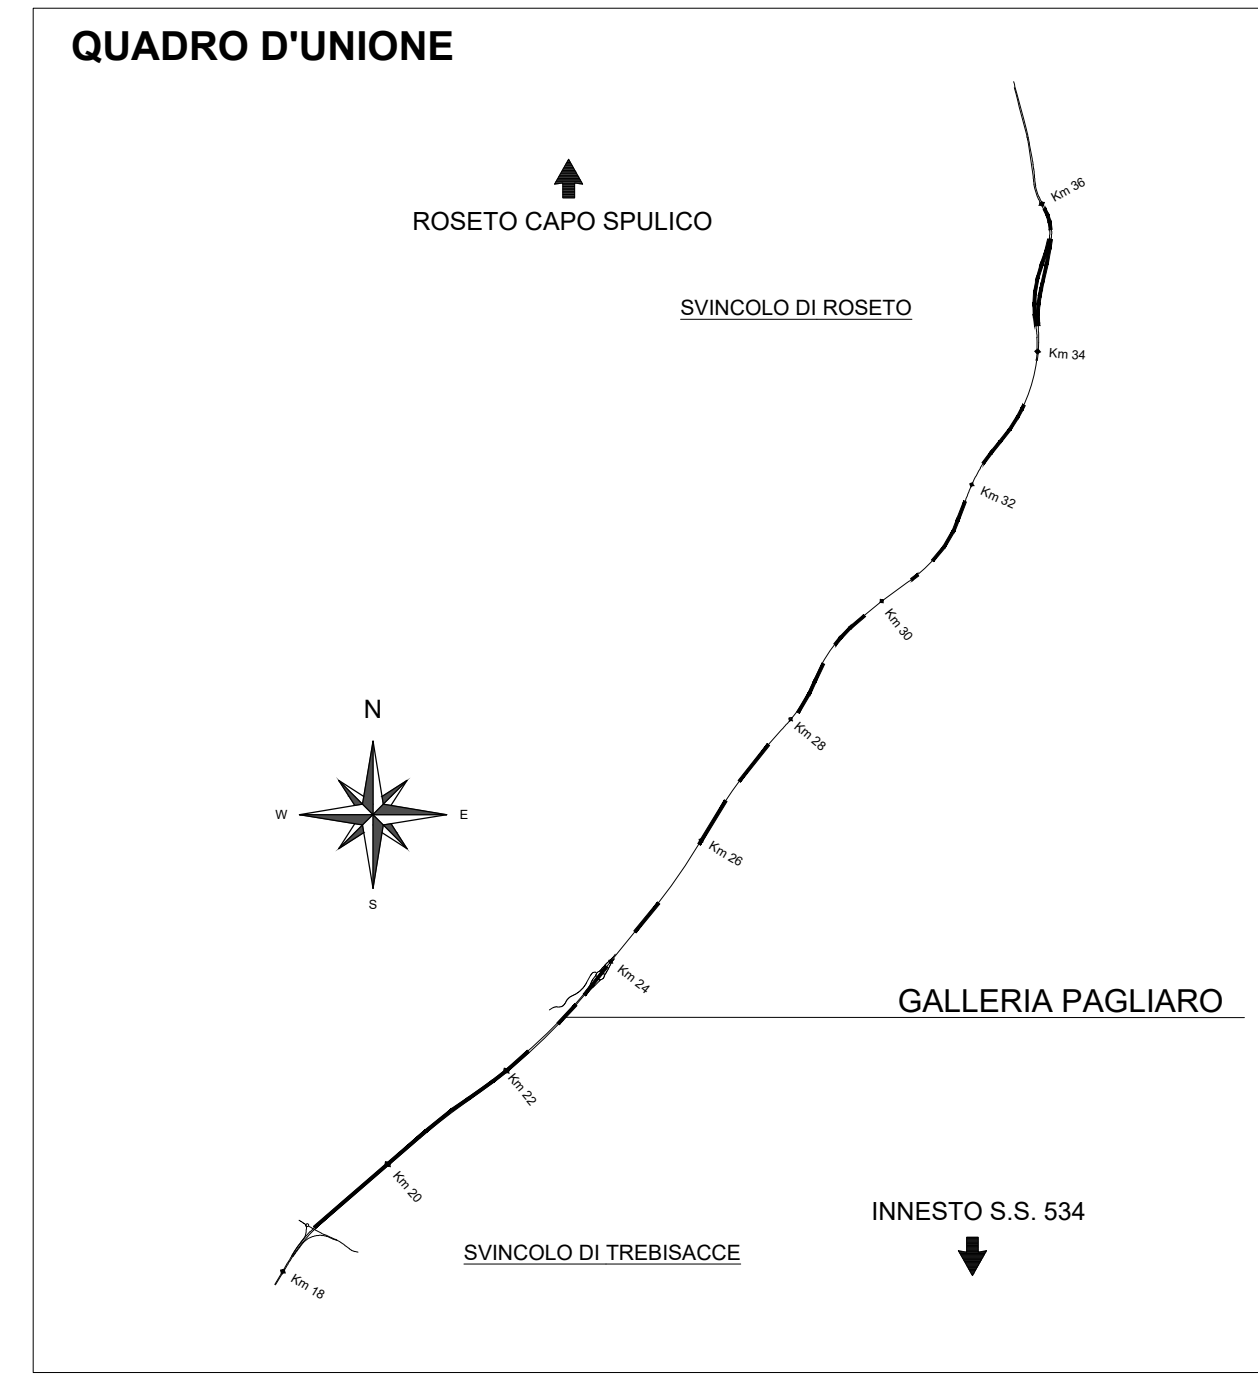 QUADRO D'UNIONE
Km 36
ROSETO CAPO SPULICO
SVINCOLO DI ROSETO
Km 34
Km 32
Km 30
N
Km 28
W
E
Km 26
S
Km 24
GALLERIA PAGLIARO
Km 22
Km 20
INNESTO S.S. 534
SVINCOLO DI TREBISACCE
Km 18